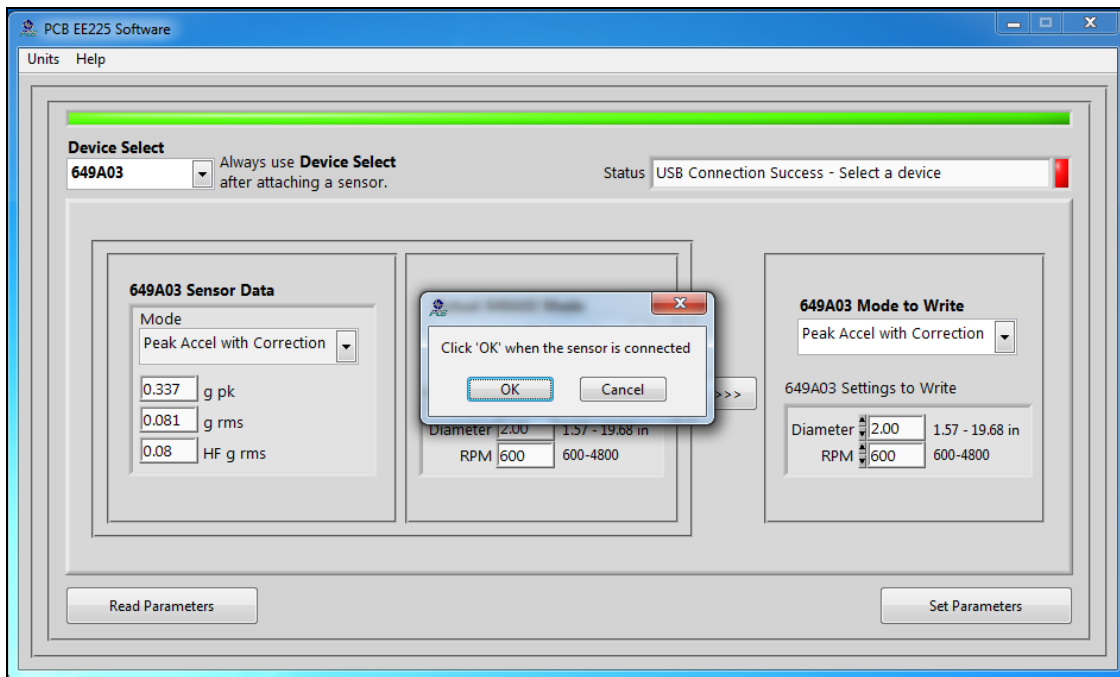 PCB EE225 Software
Units Help
Device Select
649A03
Always use Device Select
after attaching a sensor.
Status USB Connection Success - Select a device
649A03 Sensor Data
Mode
Peak Accel with Correction
0.337 g pk
0.081 g rms
0.08 HF g rms
Click 'OK' when the sensor is connected
OK Cancel
Diameter 2.00 1.57 - 19.68 in
RPM 600 600-4800
>>>
649A03 Mode to Write
Peak Accel with Correction
649A03 Settings to Write
Diameter 2.00 1.57 - 19.68 in
RPM 600 600-4800
Read Parameters
Set Parameters